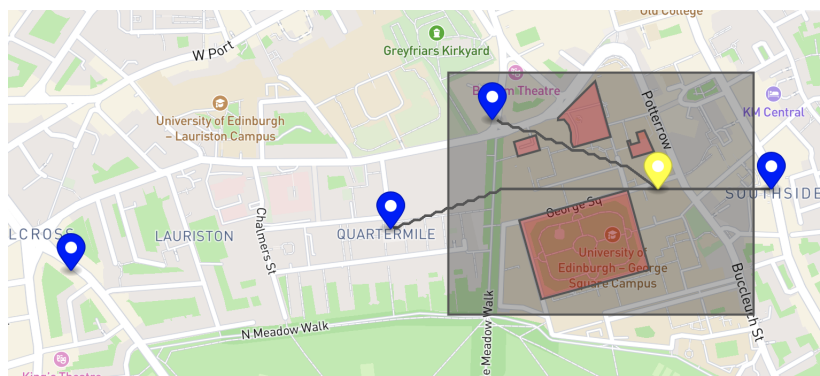 Old College
W Port
Greyfriars Kirkyard
Theatre
Potterrow
KM Central
University of Edinburgh
– Lauriston Campus
SOUTHSIDE
George Sq
LCROSS
LAURISTON
Chalmers St
QUARTERMILE
University of
Edinburgh – George
Square Campus
Buccleuch St
N Meadow Walk
e Meadow Walk
King's Theatre